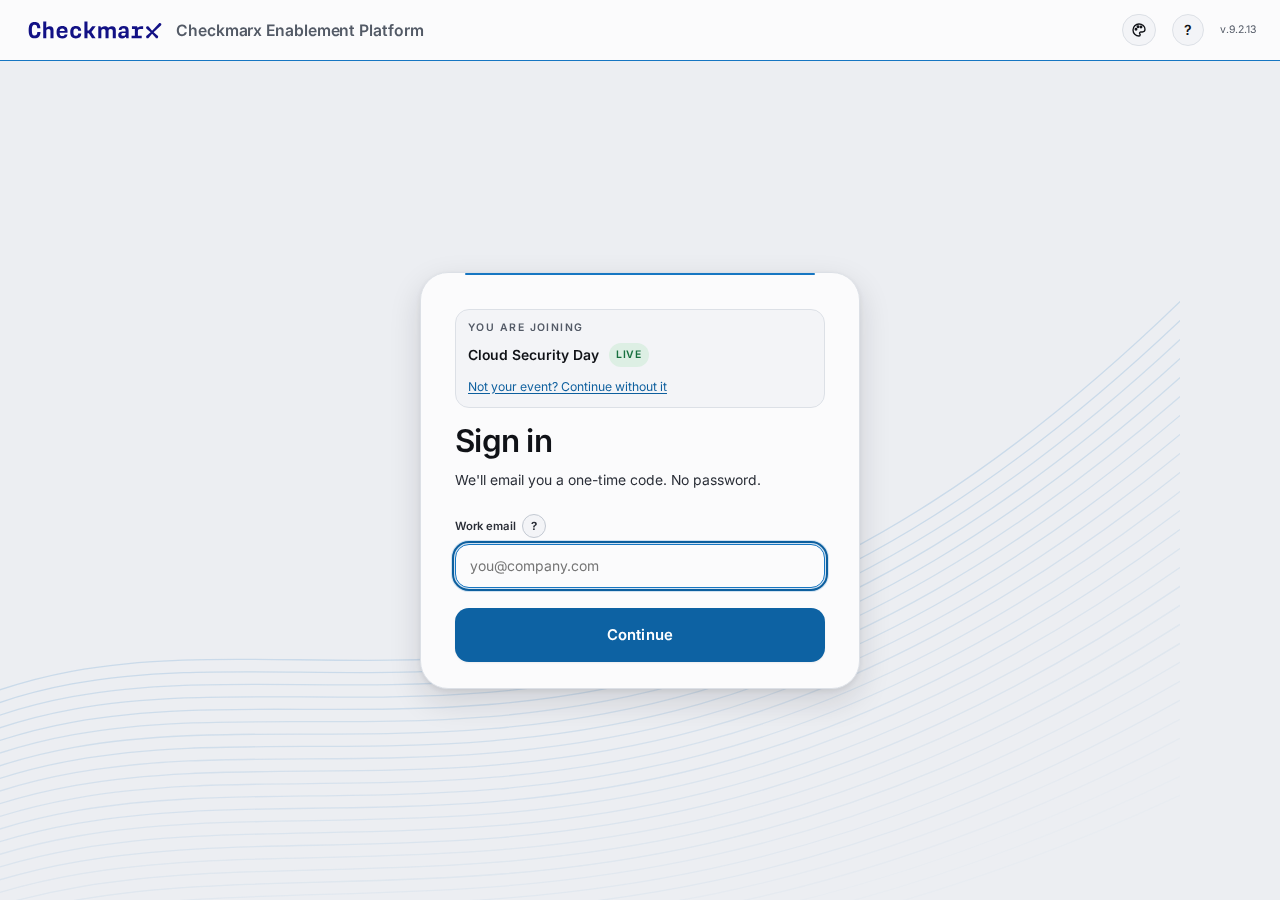 Checkmarx Checkmarx Enablement Platform ? v.9.2.13
YOU ARE JOINING
Cloud Security Day LIVE
Not your event? Continue without it
Sign in
We'll email you a one-time code. No password.
Work email ?
you@company.com
Continue